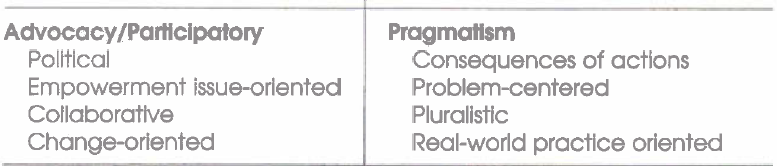 Advocacy/Participatory
Political
Empowerment issue-oriented
Collaborative
Change-oriented
Pragmatism
Consequences of actions
Problem-centered
Pluralistic
Real-world practice oriented